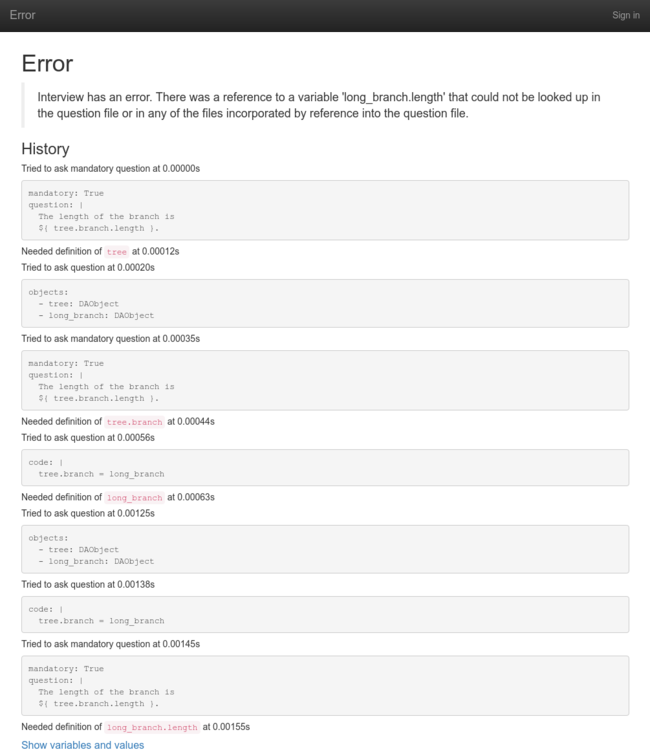 Error
Sign in
Error
Interview has an error. There was a reference to a variable 'long_branch.length' that could not be looked up in
the question file or in any of the files incorporated by reference into the question file.
History
Tried to ask mandatory question at 0.00000s
mandatory: True
question: |
  The length of the branch is
  ${ tree.branch.length }.
Needed definition of tree at 0.00012s
Tried to ask question at 0.00020s
objects:
  - tree: DAObject
  - long_branch: DAObject
Tried to ask mandatory question at 0.00035s
mandatory: True
question: |
  The length of the branch is
  ${ tree.branch.length }.
Needed definition of tree.branch at 0.00044s
Tried to ask question at 0.00056s
code: |
  tree.branch = long_branch
Needed definition of long_branch at 0.00063s
Tried to ask question at 0.00125s
objects:
  - tree: DAObject
  - long_branch: DAObject
Tried to ask question at 0.00138s
code: |
  tree.branch = long_branch
Tried to ask mandatory question at 0.00145s
mandatory: True
question: |
  The length of the branch is
  ${ tree.branch.length }.
Needed definition of long_branch.length at 0.00155s
Show variables and values